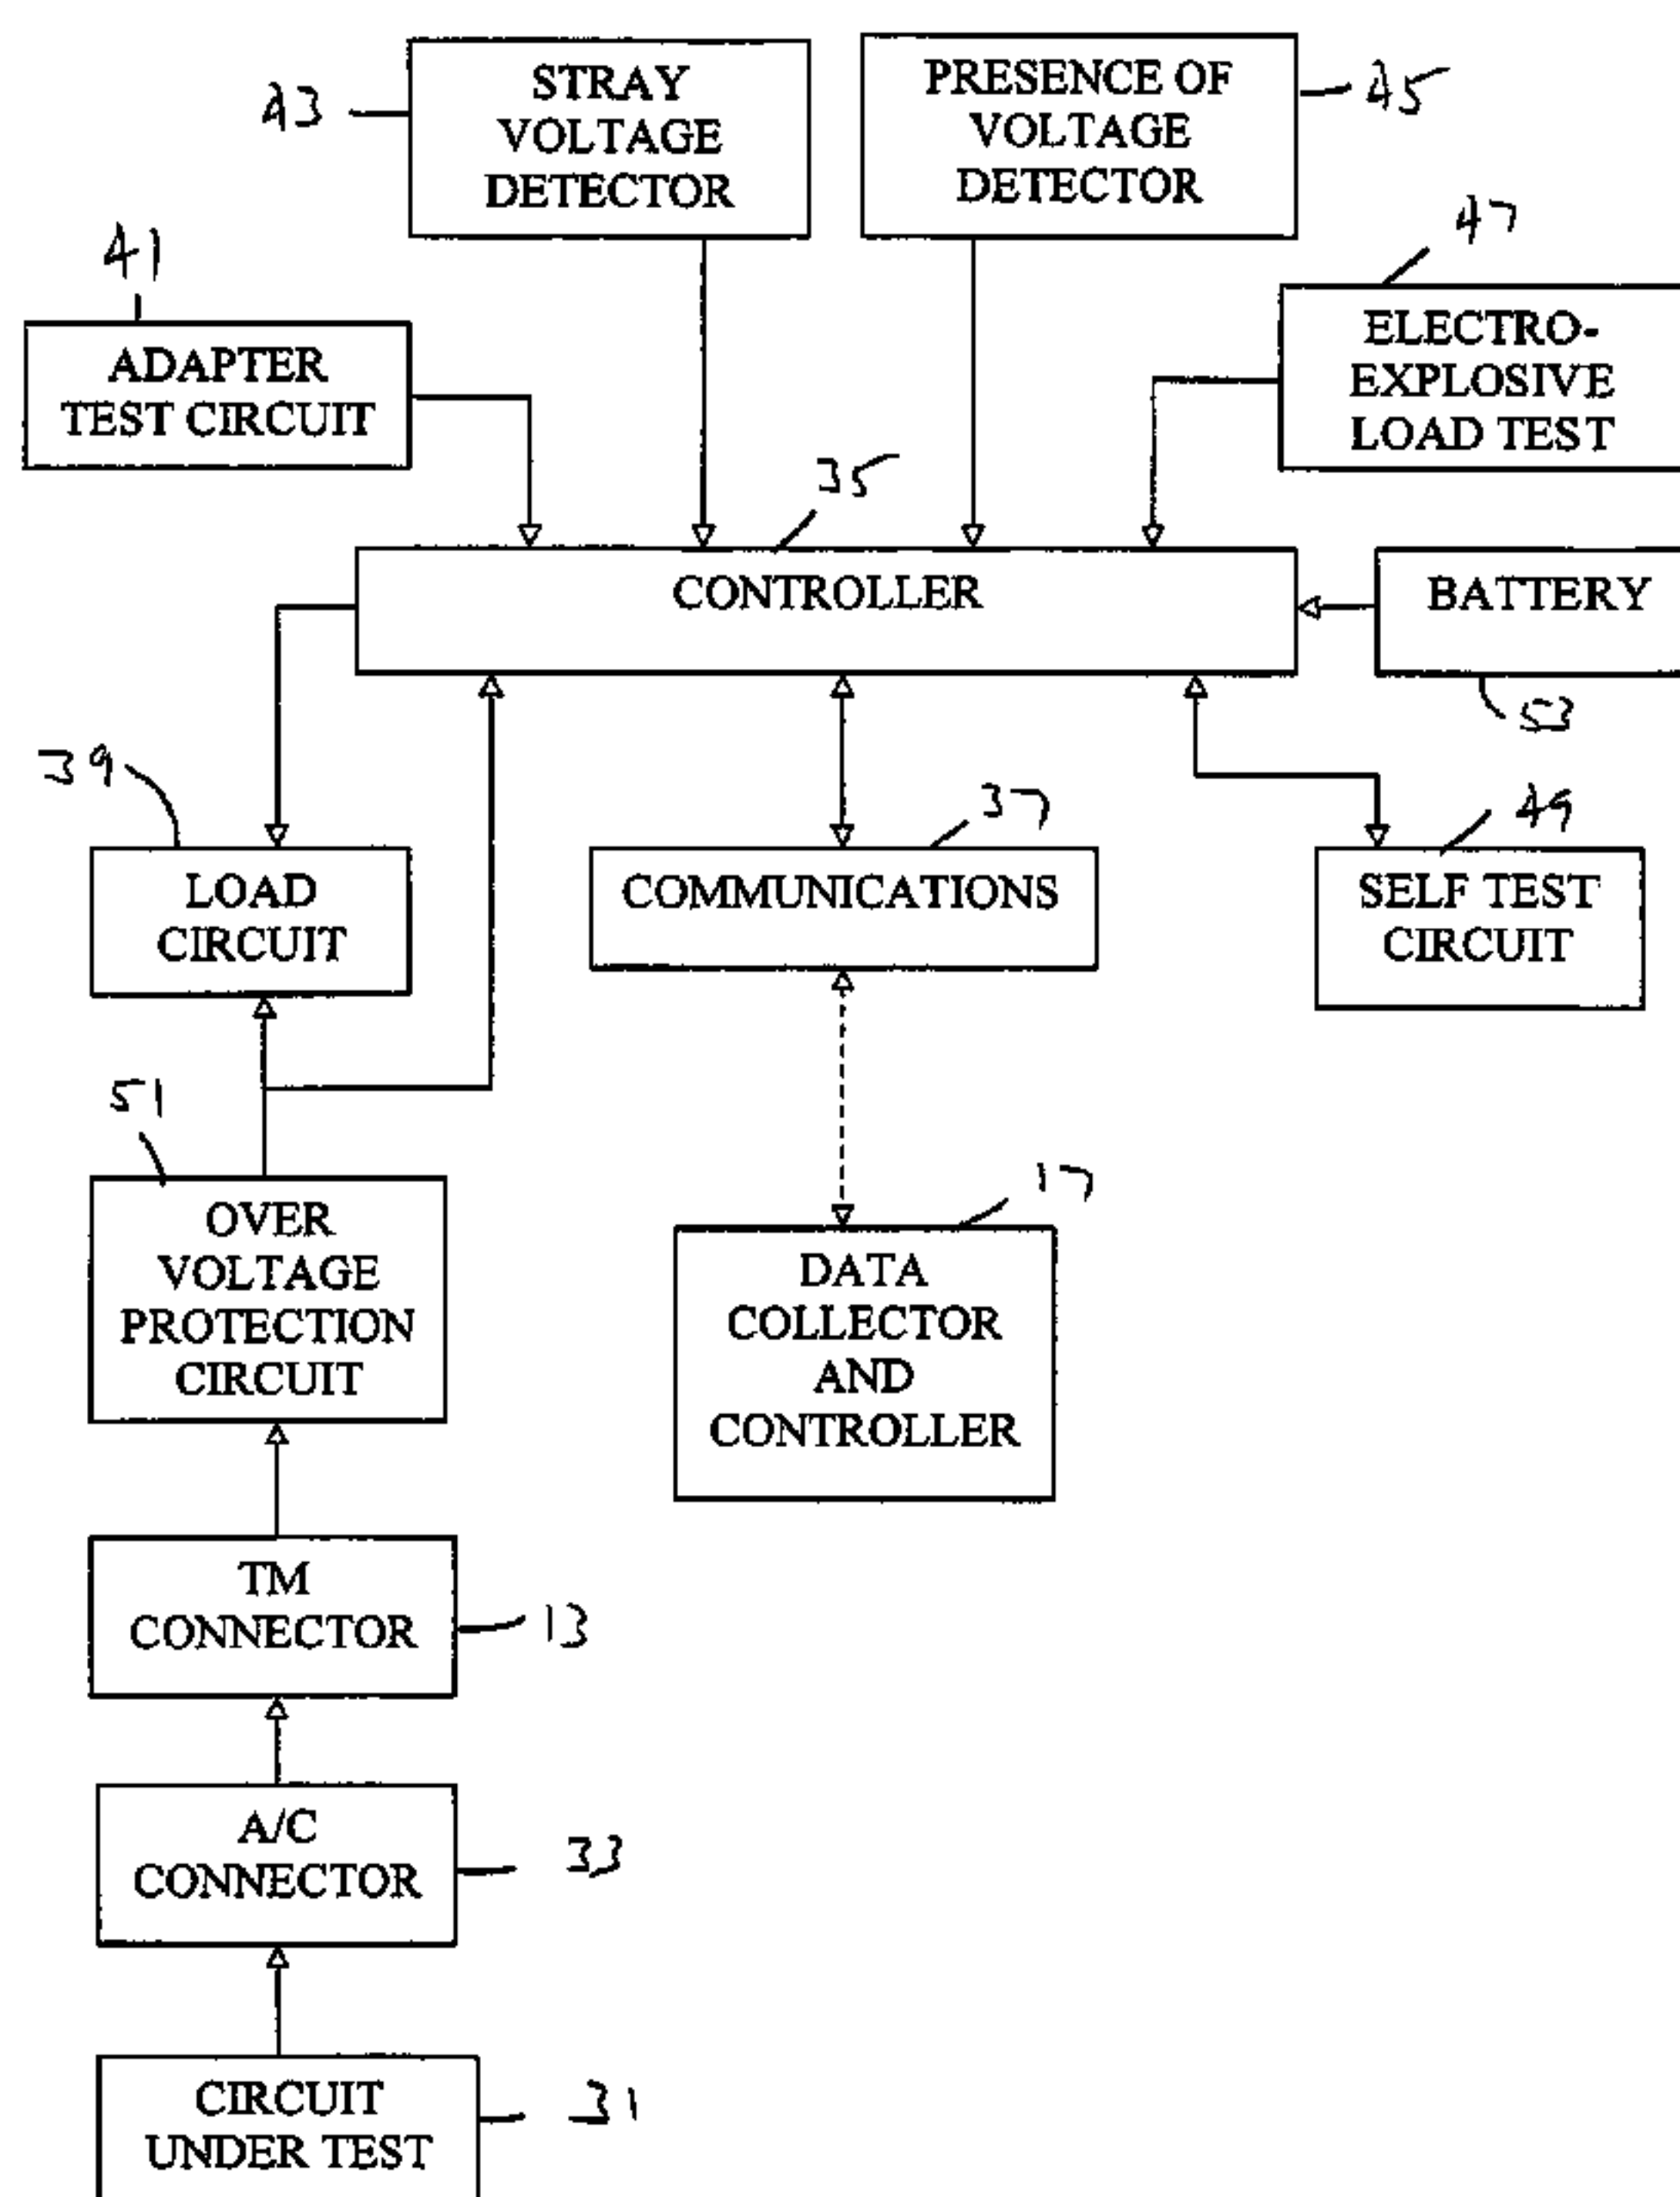 43
STRAY
VOLTAGE
DETECTOR
PRESENCE OF
VOLTAGE
DETECTOR
45
41
ADAPTER
TEST CIRCUIT
47
ELECTRO-
EXPLOSIVE
LOAD TEST
35
CONTROLLER
BATTERY
53
39
LOAD
CIRCUIT
37
COMMUNICATIONS
49
SELF TEST
CIRCUIT
51
OVER
VOLTAGE
PROTECTION
CIRCUIT
17
DATA
COLLECTOR
AND
CONTROLLER
TM
CONNECTOR
13
A/C
CONNECTOR
33
CIRCUIT
UNDER TEST
31